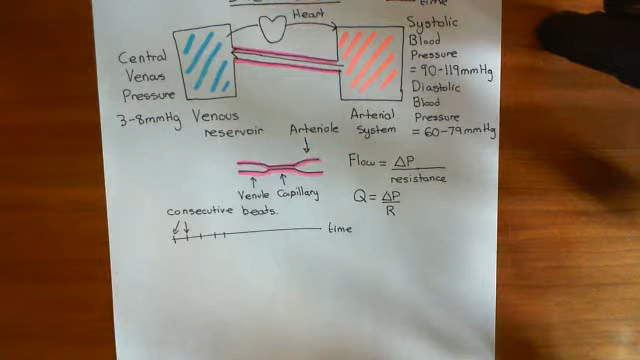 time
Heart
Systolic
Blood
Pressure
= 90-119mmHg
Diastolic
Blood
Pressure
= 60-79mmHg
Central
Venous
Pressure
3-8mmHg
Venous
reservoir
Arterial
System
Arteriole
Venule Capillary
Flow = ΔP
resistance
Q = ΔP
R
consecutive beats.
time